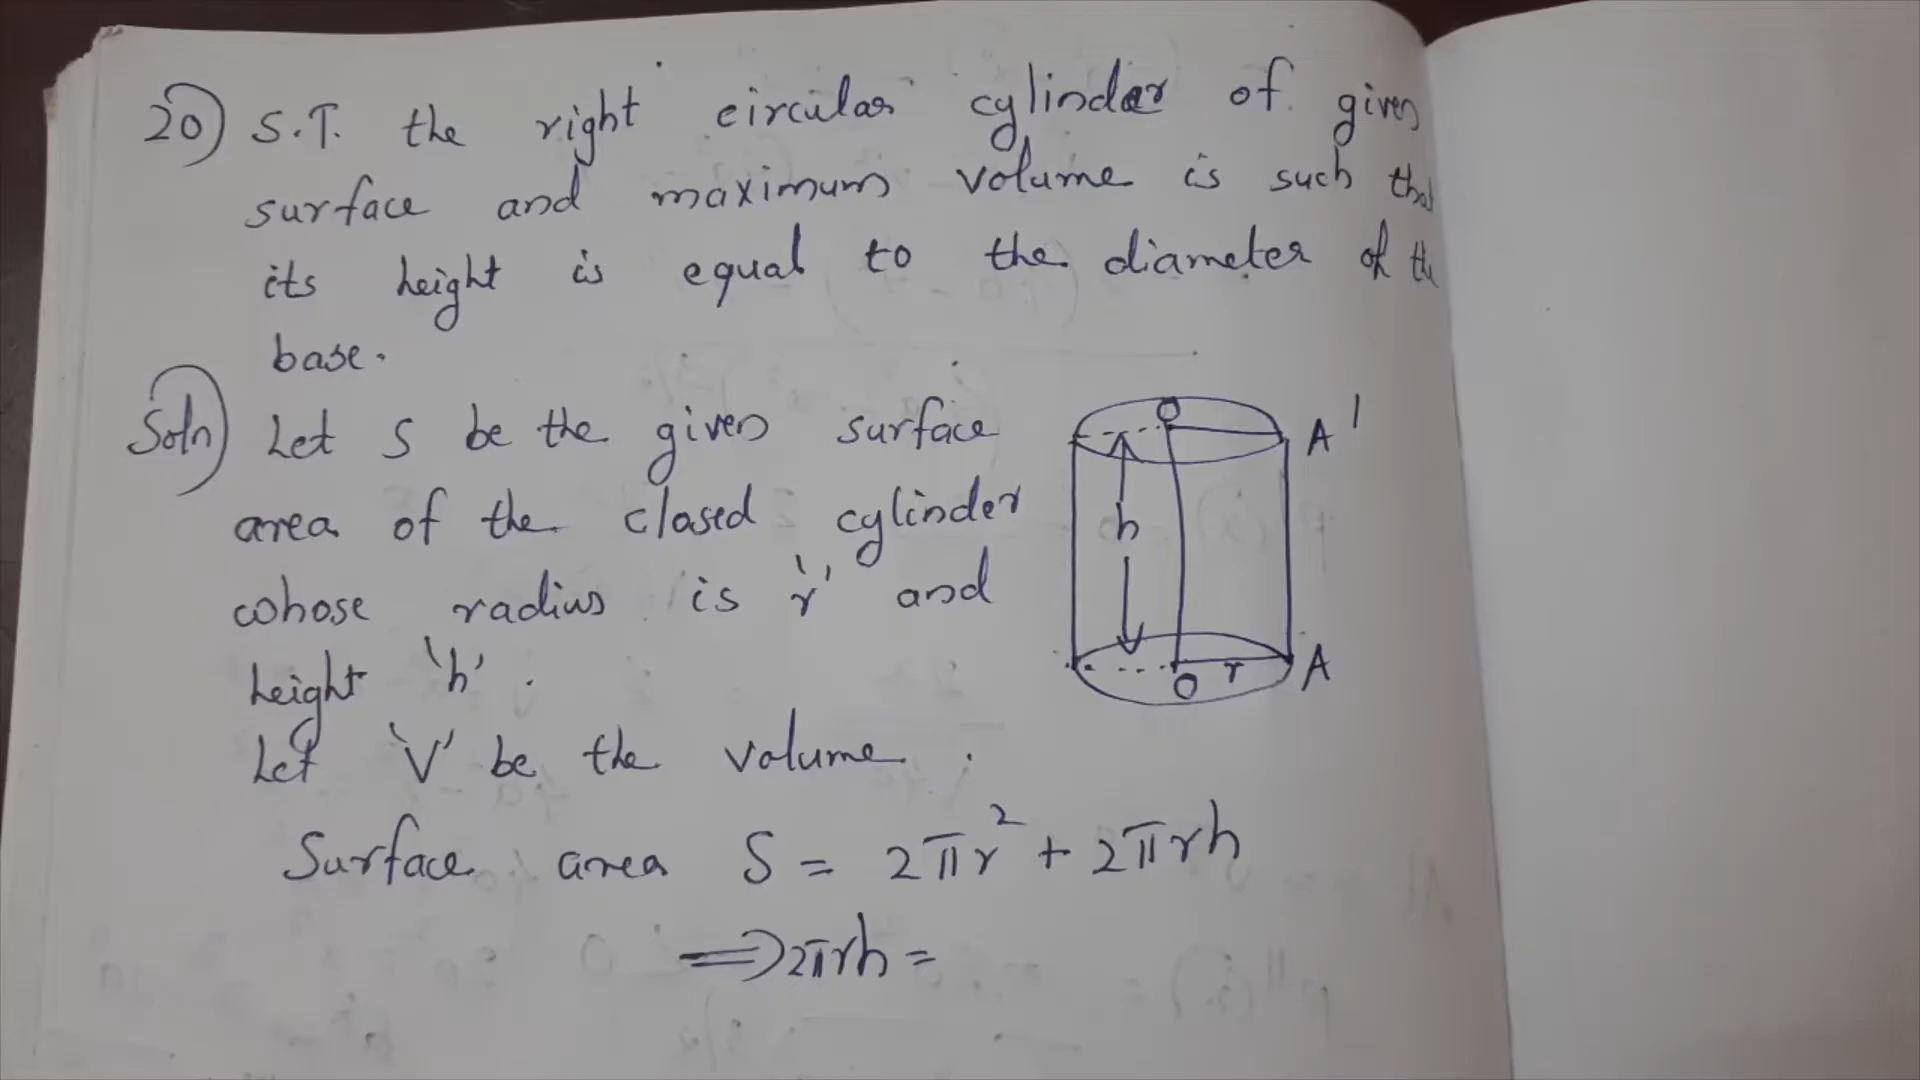 20) S.T. the right circular cylinder of given
surface and maximum volume is such that
its height is equal to the diameter of the
base.
Soln) Let S be the given surface
area of the closed cylinder
whose radius is 'r' and
height 'h'.
Let 'V' be the volume.
Surface area S = 2πr² + 2πrh
⟹ 2πrh =
O
A'
h
O
r
A